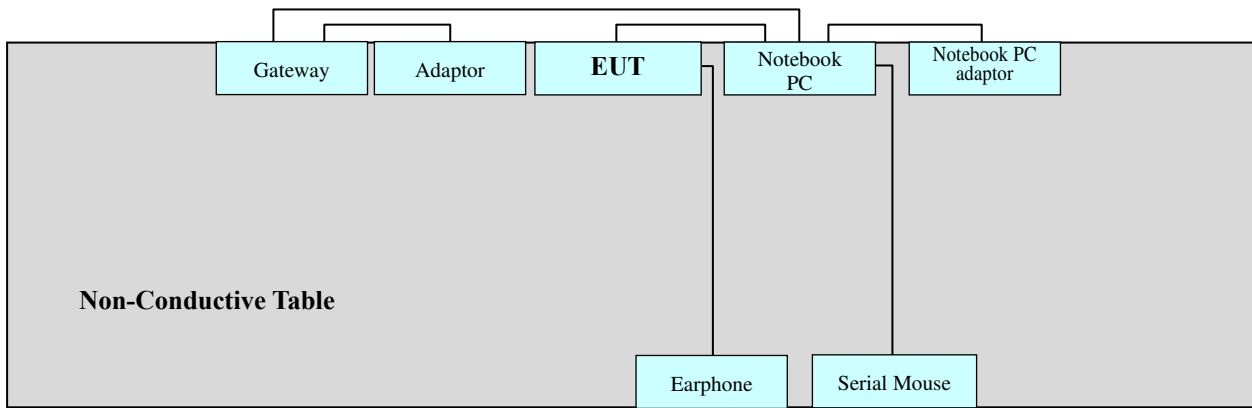 Gateway
Adaptor
EUT
Notebook
PC
Notebook PC
adaptor
Non-Conductive Table
Earphone
Serial Mouse